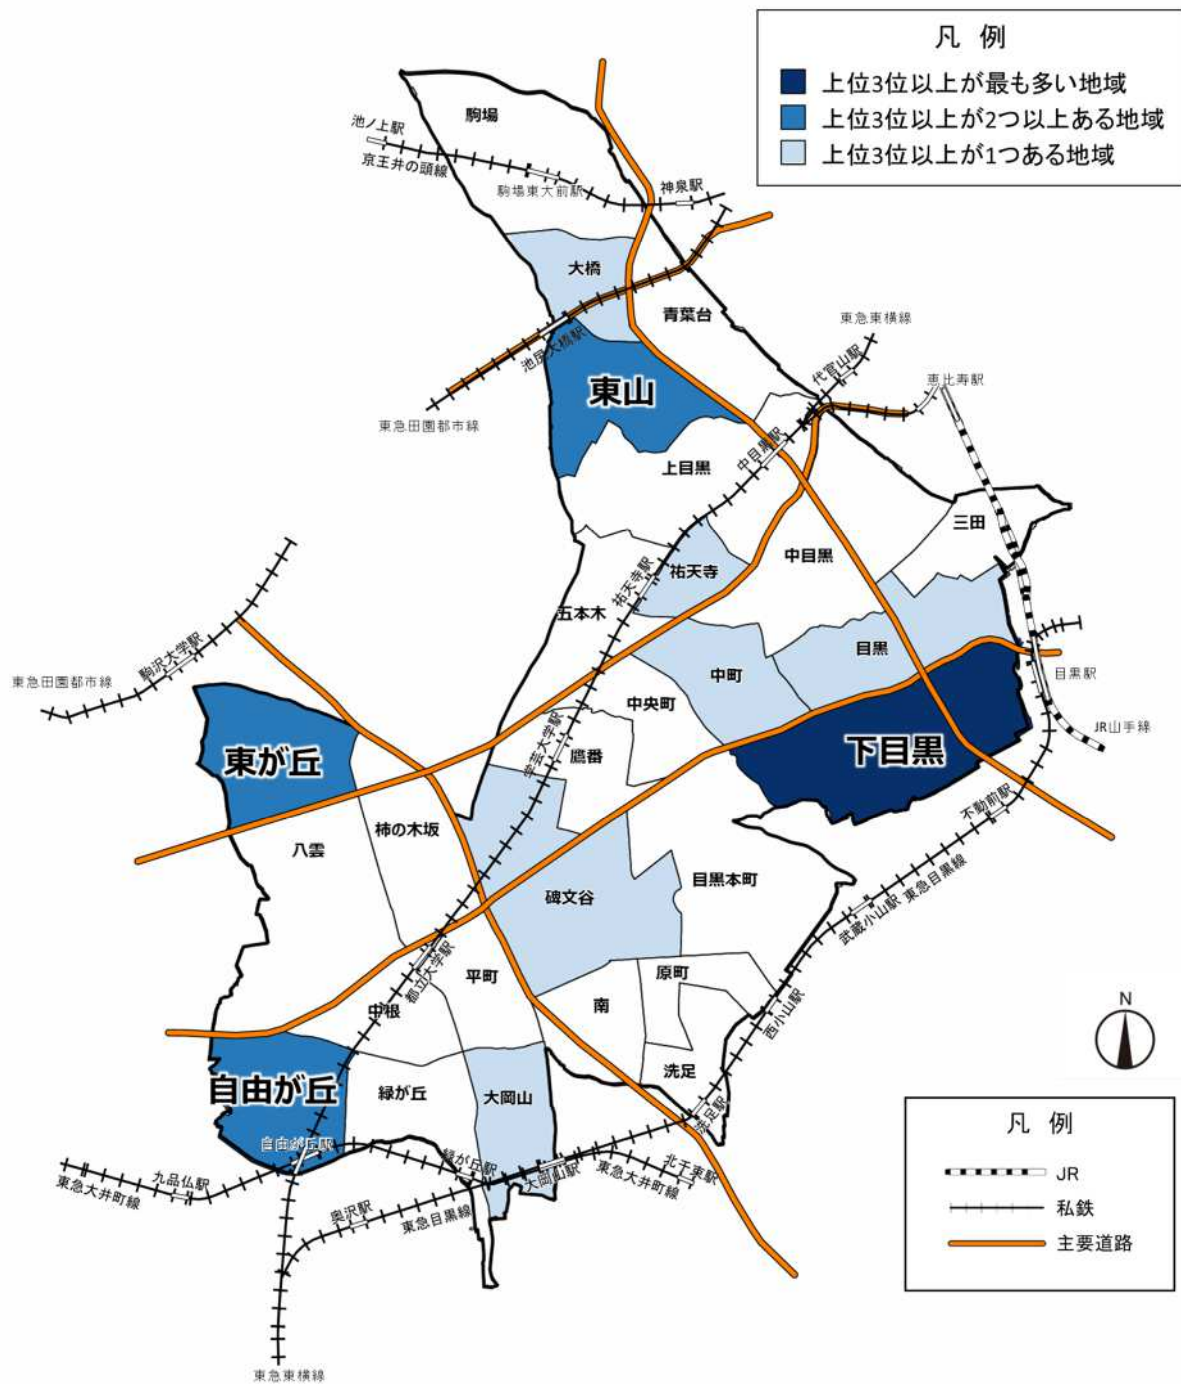 凡 例
上位3位以上が最も多い地域
上位3位以上が2つ以上ある地域
上位3位以上が1つある地域
駒場
池ノ上駅
京王井の頭線
駒場東大前駅
神泉駅
大橋
青葉台
東急東横線
池尻大橋駅
代官山駅
恵比寿駅
東山
東急田園都市線
中目黒駅
上目黒
三田
祐天寺
中目黒
祐天寺駅
五本木
駒沢大学駅
目黒
東急田園都市線
中町
目黒駅
中央町
JR山手線
東が丘
学芸大学駅
鷹番
下目黒
不動前駅
柿の木坂
八雲
目黒本町
碑文谷
東急目黒線
武蔵小山駅
都立大学駅
平町
原町
南
西小山駅
中根
N
洗足
自由が丘
緑が丘
大岡山
洗足駅
凡 例
自由が丘駅
緑が丘駅
大岡山駅
北千束駅
東急大井町線
JR
九品仏駅
東急大井町線
奥沢駅
東急目黒線
私鉄
主要道路
東急東横線